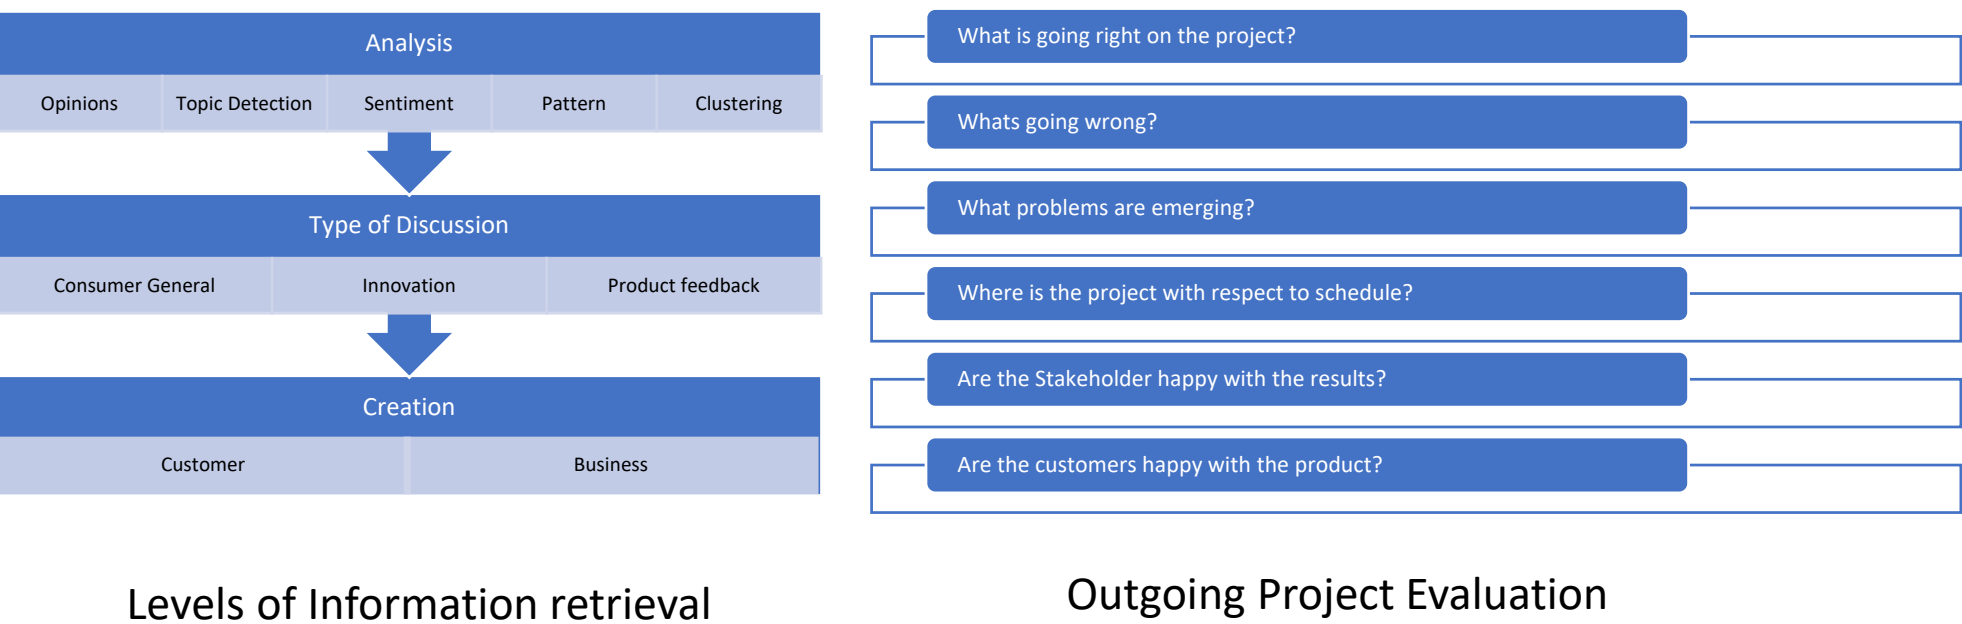 Analysis
Opinions
Topic Detection
Sentiment
Pattern
Clustering
Type of Discussion
Consumer General
Innovation
Product feedback
Creation
Customer
Business
Levels of Information retrieval
What is going right on the project?
Whats going wrong?
What problems are emerging?
Where is the project with respect to schedule?
Are the Stakeholder happy with the results?
Are the customers happy with the product?
Outgoing Project Evaluation